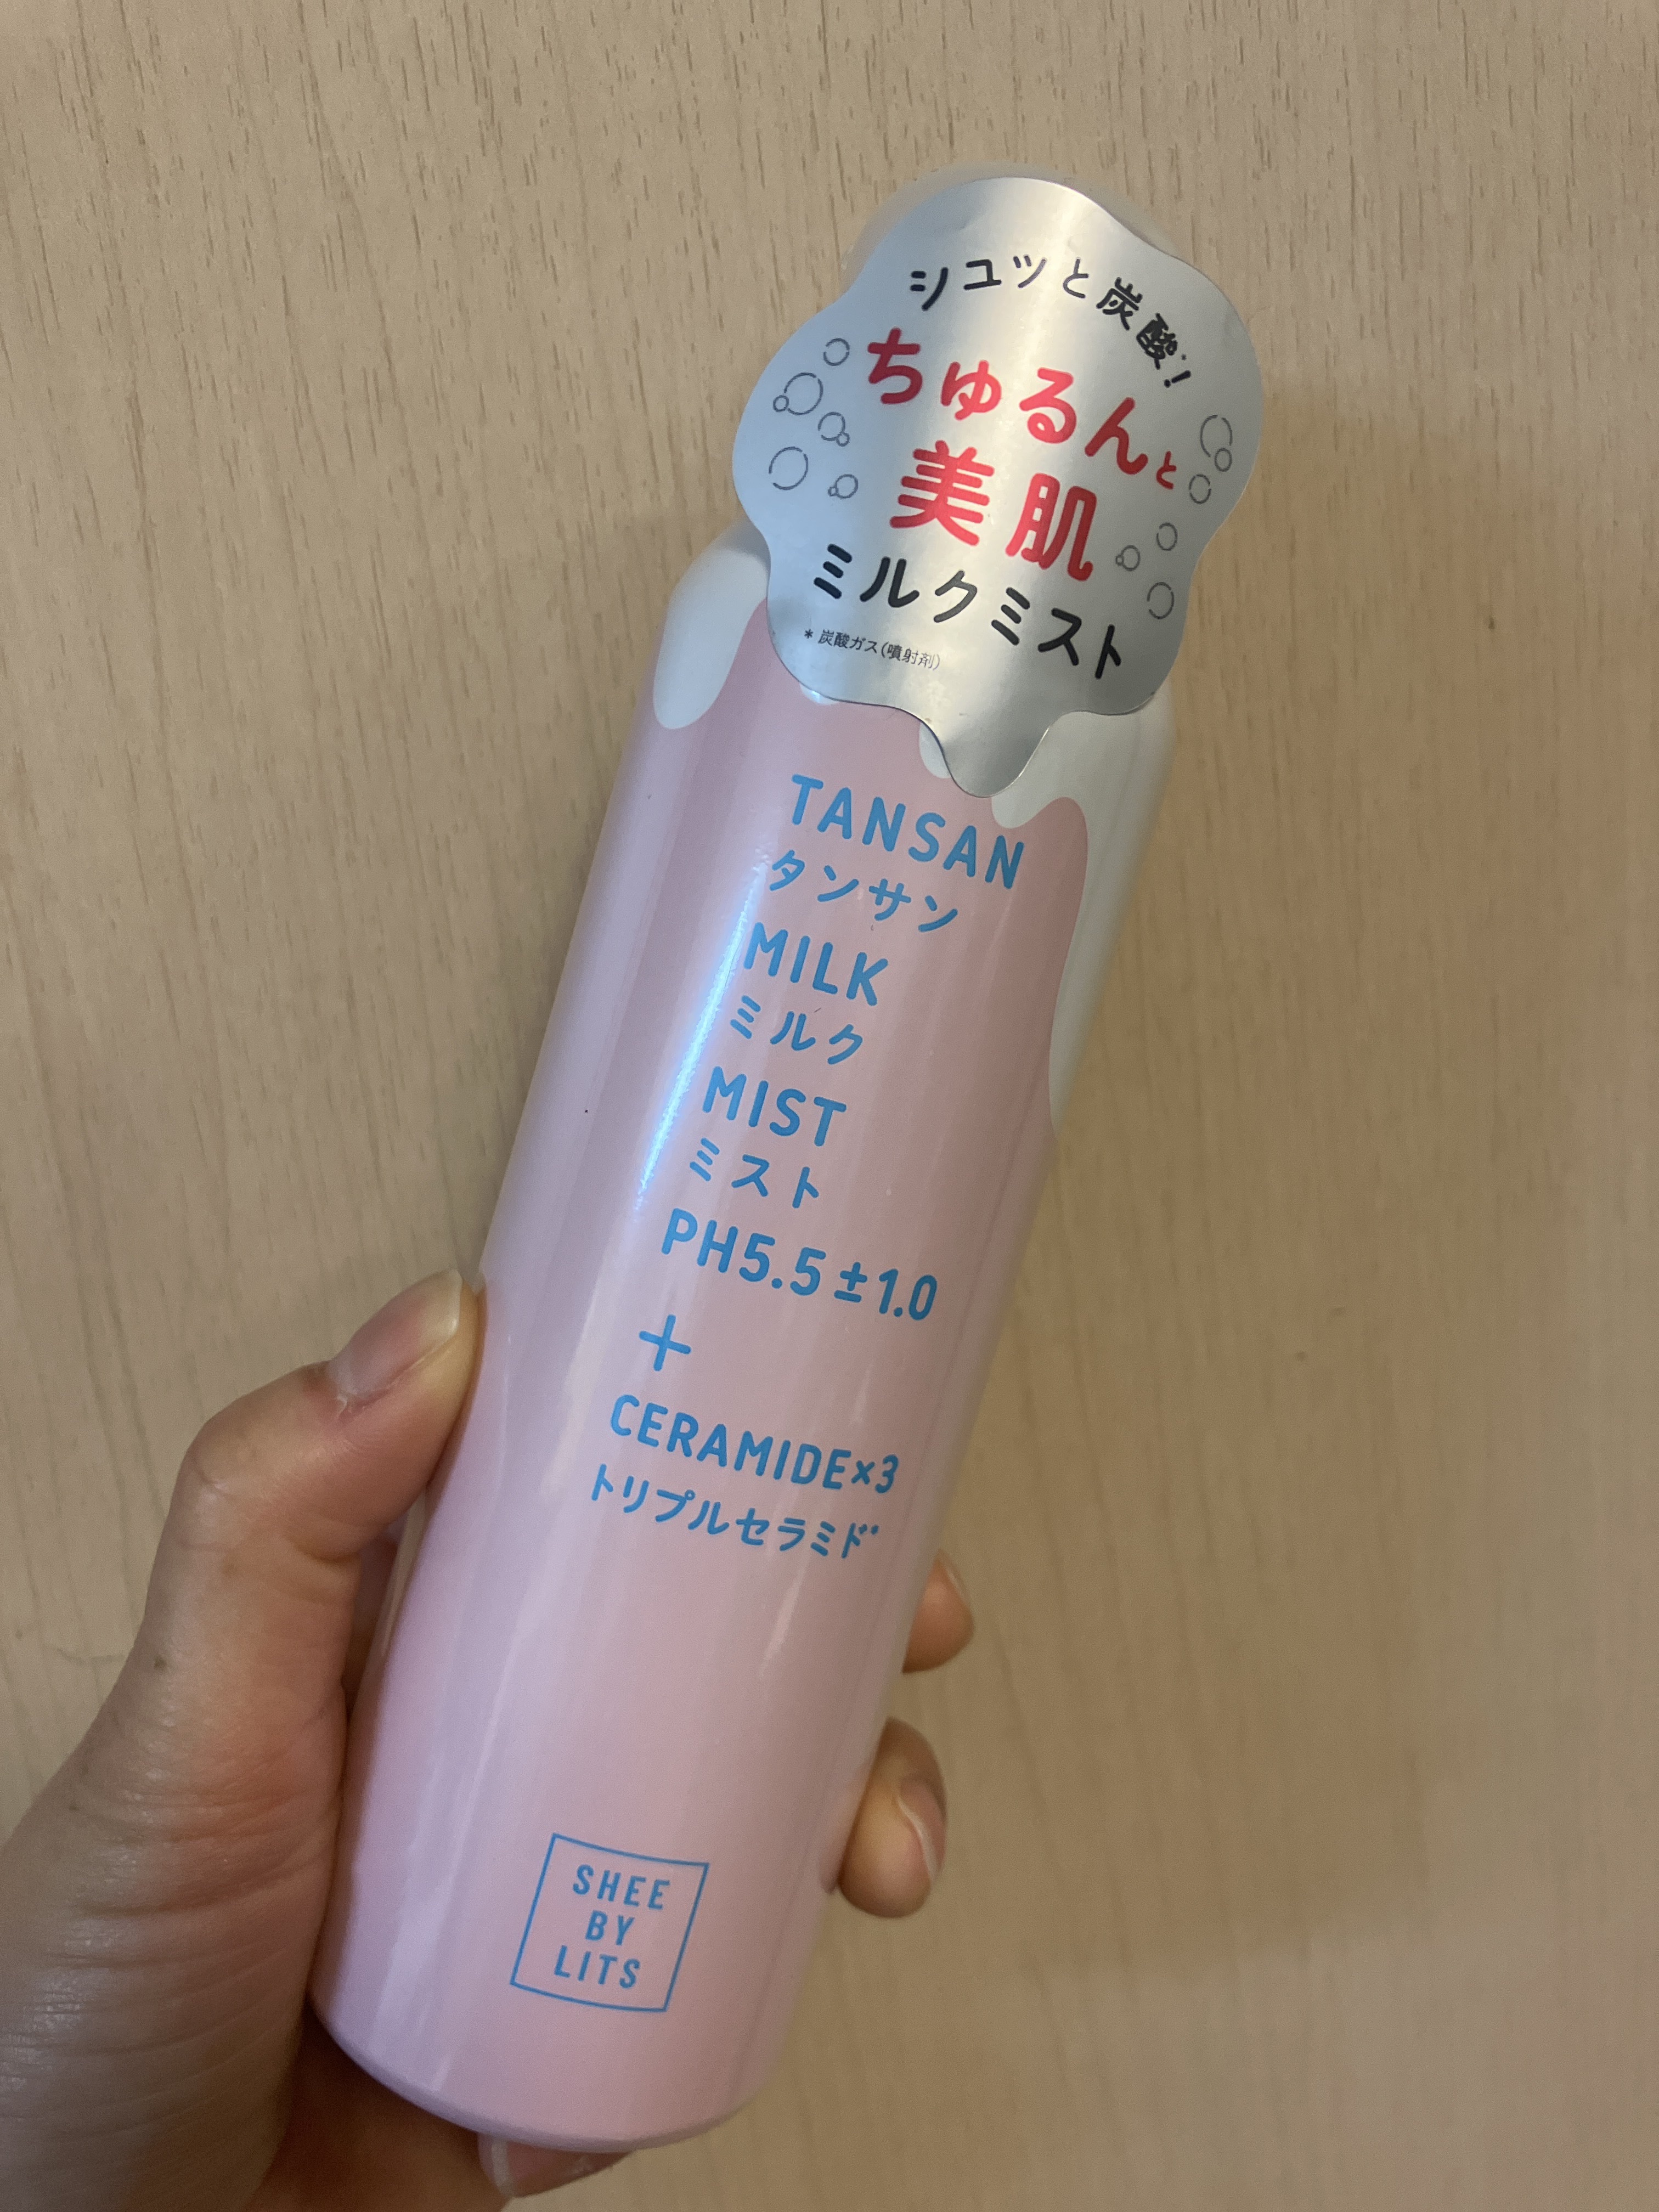 シュッと炭酸!
ちゅるんと
美肌
ミルクミスト
* 炭酸ガス(噴射剤)
TANSAN
タンサン
MILK
ミルク
MIST
ミスト
PH5.5±1.0
+
CERAMIDE×3
トリプルセラミド
SHEE
BY
LITS